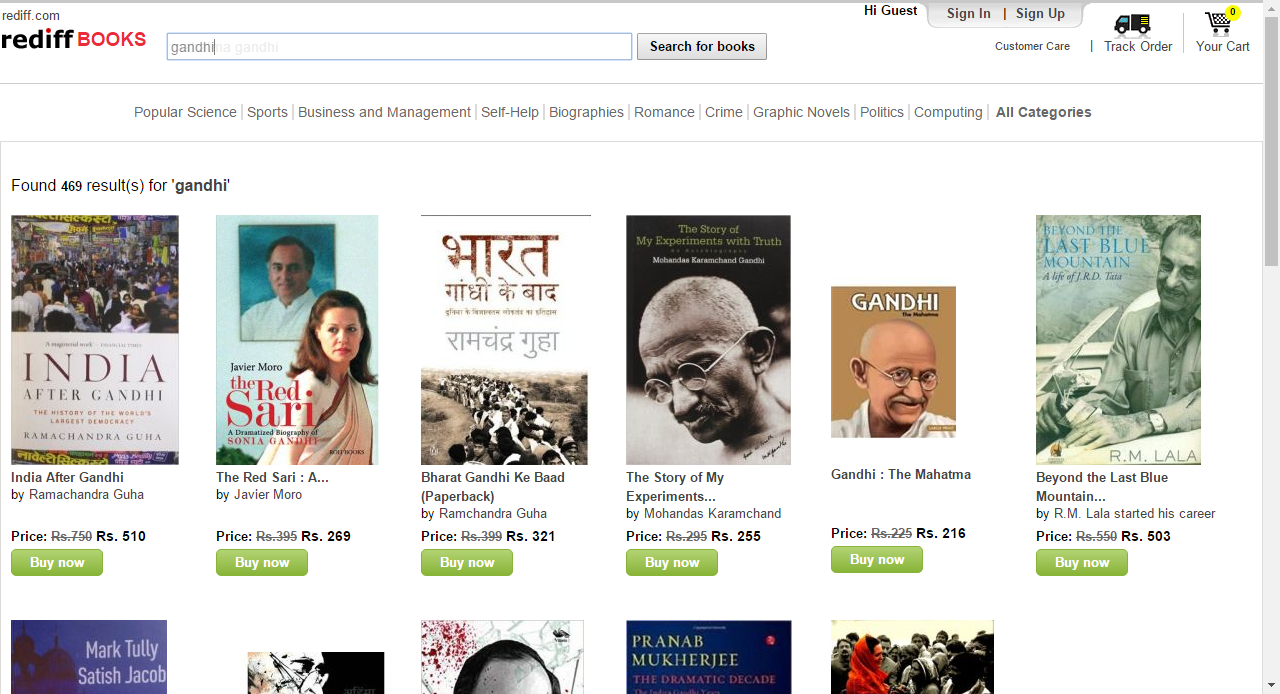 rediff.com
Hi Guest
Sign In | Sign Up
0
rediff BOOKS
gandhina gandhi
Search for books
Customer Care | Track Order
Your Cart
Popular Science | Sports | Business and Management | Self-Help | Biographies | Romance | Crime | Graphic Novels | Politics | Computing | All Categories
Found 469 result(s) for 'gandhi'
A magisterial work FINANCIAL TIMES
INDIA
AFTER GANDHI
THE HISTORY OF THE WORLD'S
LARGEST DEMOCRACY
RAMACHANDRA GUHA
Javier Moro
the
Red
Sari
A Dramatized Biography of
SONIA GANDHI
ROLI BOOKS
भारत
गांधी के बाद
दुनिया के विशालतम लोकतंत्र का इतिहास
रामचंद्र गुहा
The Story of
My Experiments with Truth
An Autobiography
Mohandas Karamchand Gandhi
GANDHI
The Mahatma
LARGE PRINT
BEYOND THE
LAST BLUE
MOUNTAIN
A life of J.R.D. Tata
R.M. LALA
India After Gandhi
by Ramachandra Guha
Price: Rs.750 Rs. 510
Buy now
The Red Sari : A...
by Javier Moro
Price: Rs.395 Rs. 269
Buy now
Bharat Gandhi Ke Baad
(Paperback)
by Ramchandra Guha
Price: Rs.399 Rs. 321
Buy now
The Story of My
Experiments...
by Mohandas Karamchand
Price: Rs.295 Rs. 255
Buy now
Gandhi : The Mahatma
Price: Rs.225 Rs. 216
Buy now
Beyond the Last Blue
Mountain...
by R.M. Lala started his career
Price: Rs.550 Rs. 503
Buy now
Mark Tully
Satish Jacob
PRANAB
MUKHERJEE
THE DRAMATIC DECADE
The Indira Gandhi Years